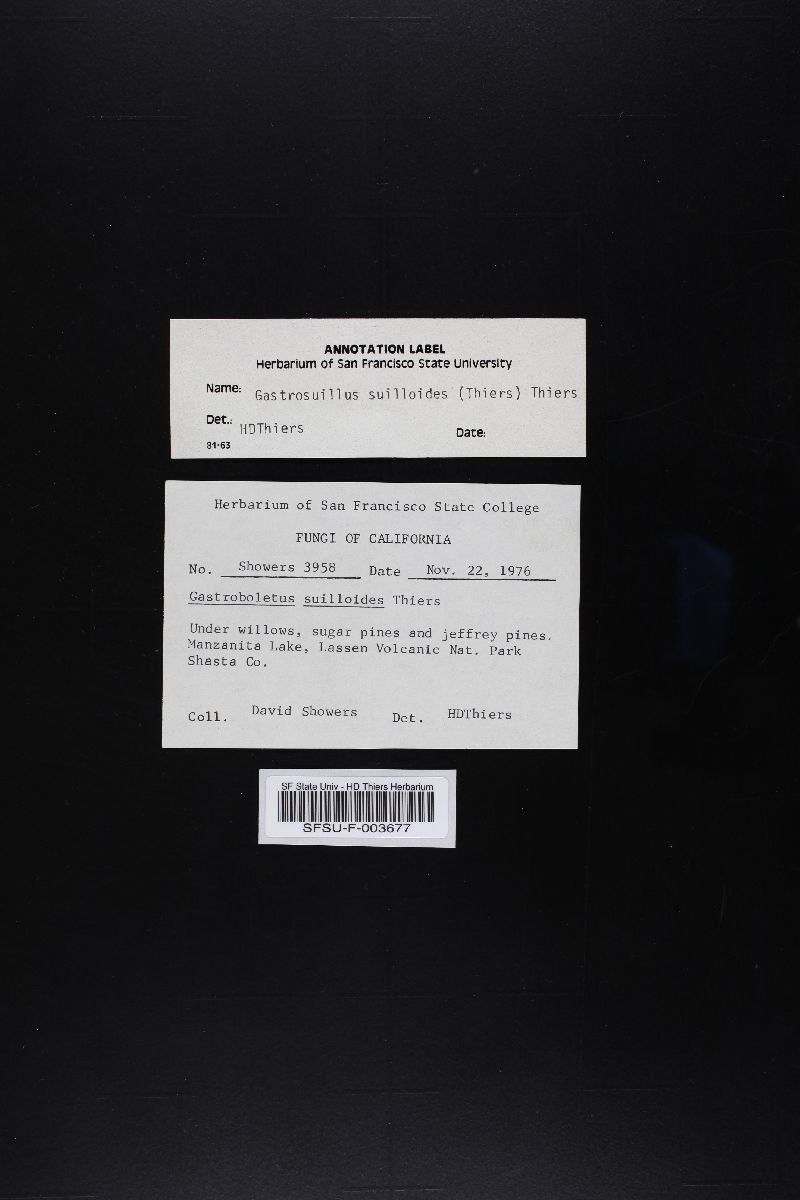 ANNOTATION LABEL
Herbarium of San Francisco State University
Name: Gastrosuillus suilloides (Thiers) Thiers
Det.: HDThiers Date:
81-63
Herbarium of San Francisco State College
FUNGI OF CALIFORNIA
No. Showers 3958 Date Nov. 22, 1976
Gastroboletus suilloides Thiers
Under willows, sugar pines and jeffrey pines.
Manzanita Lake, Lassen Volcanic Nat. Park
Shasta Co.
Coll. David Showers Det. HDThiers
SF State Univ - HD Thiers Herbarium
SFSU-F-003677